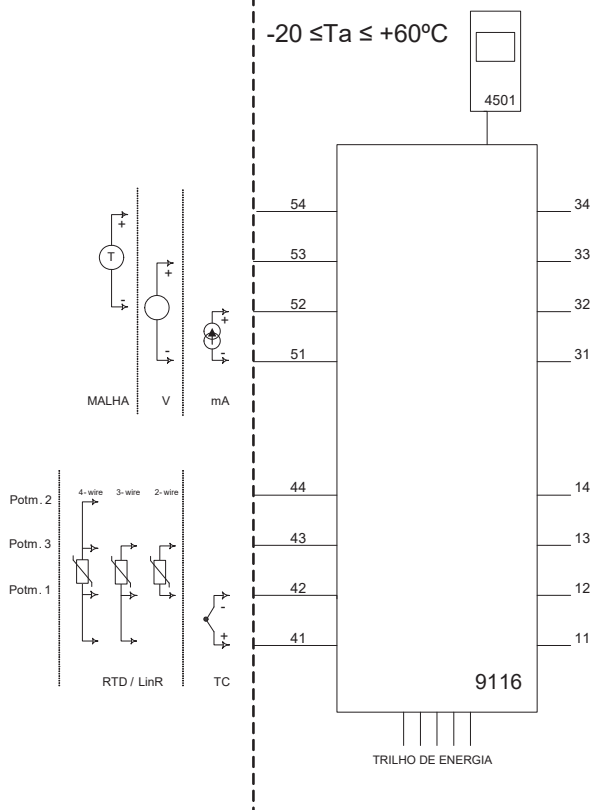 -20 ≤Ta ≤ +60ºC
4501
54
34
+
T
53
33
+
-
52
32
+
51
31
-
-
MALHA
V
mA
Potm. 2
4- wire
3- wire
2- wire
44
14
Potm. 3
43
13
Potm. 1
42
12
-
+
41
11
RTD / LinR
TC
9116
TRILHO DE ENERGIA